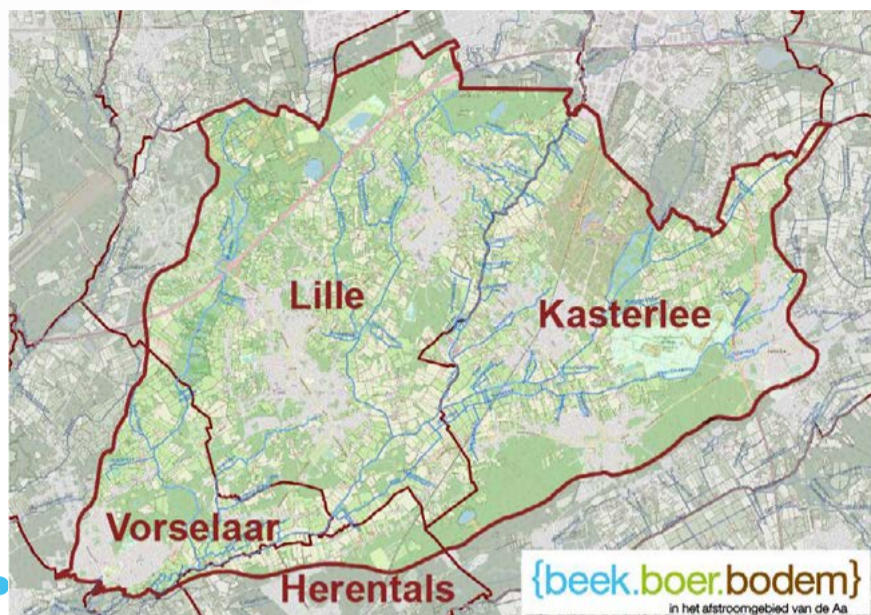 Lille
Kasterlee
Vorselaar
Herentals
{beek.boer.bodem}
in het afstroomgebied van de Aa